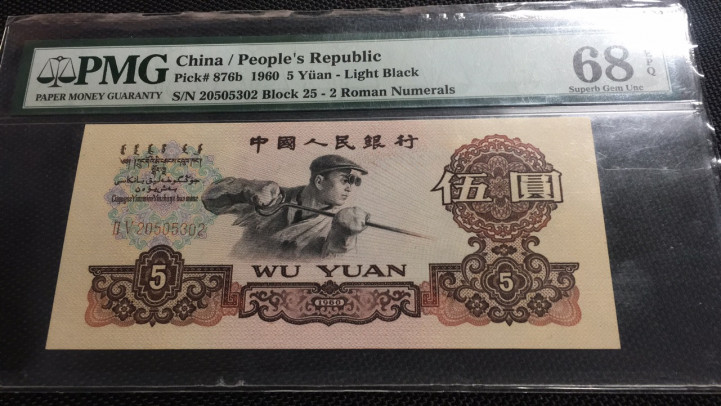 PMG
PAPER MONEY GUARANTY
China / People's Republic
Pick# 876b 1960 5 Yüan - Light Black
S/N 20505302 Block 25 - 2 Roman Numerals
68 EPQ
Superb Gem Unc
中國人民銀行
伍圓
II V 20505302
WU YUAN
5
1960
5